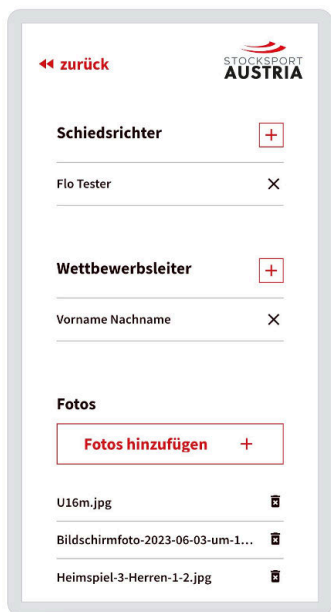 zurück
STOCKSPORT
AUSTRIA
Schiedsrichter
Flo Tester
Wettbewerbsleiter
Vorname Nachname
Fotos
Fotos hinzufügen +
U16m.jpg
Bildschirmfoto-2023-06-03-um-1...
Heimspiel-3-Herren-1-2.jpg